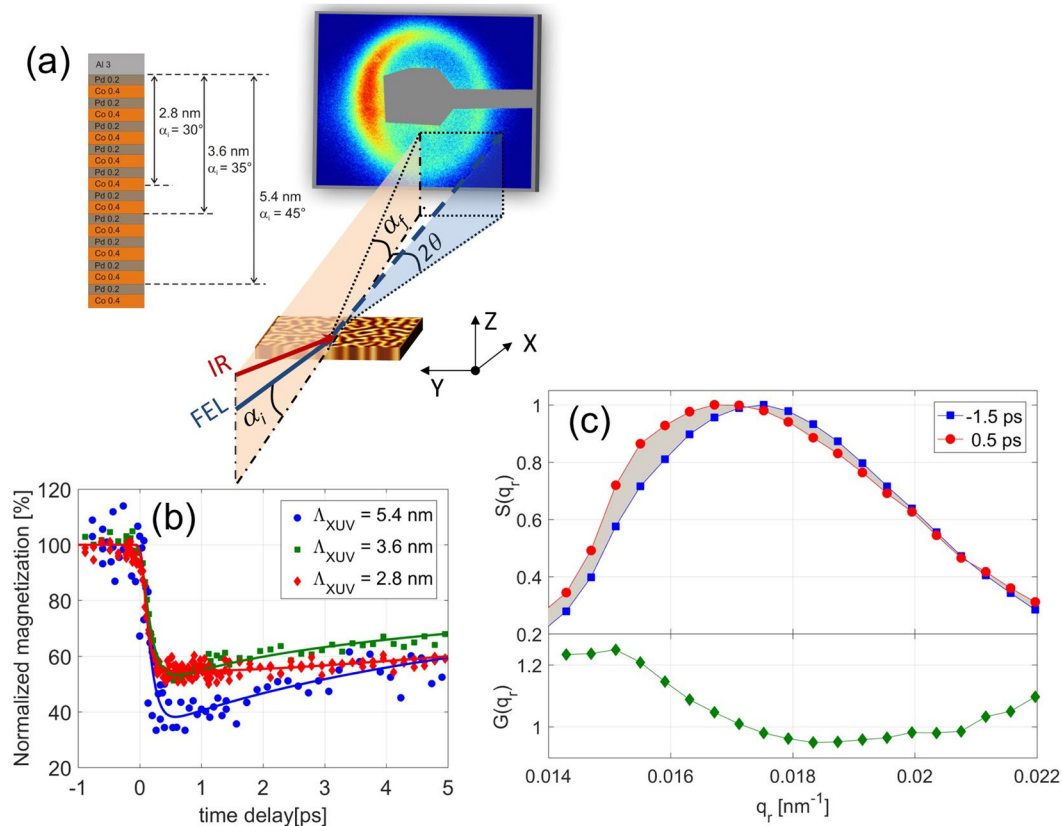 (a)
Al 3
Pd 0.2
Co 0.4
Pd 0.2
Co 0.4
Pd 0.2
Co 0.4
Pd 0.2
Co 0.4
Pd 0.2
Co 0.4
Pd 0.2
Co 0.4
Pd 0.2
Co 0.4
Pd 0.2
Co 0.4
Pd 0.2
Co 0.4
2.8 nm
αi = 30°
3.6 nm
αi = 35°
5.4 nm
αi = 45°
αf
2θ
IR
FEL
αi
Z
X
Y
(b)
Normalized magnetization [%]
120
100
80
60
40
20
ΛXUV = 5.4 nm
ΛXUV = 3.6 nm
ΛXUV = 2.8 nm
-1 0 1 2 3 4 5
time delay[ps]
(c)
-1.5 ps
0.5 ps
S(qr)
1
0.8
0.6
0.4
0.2
G(qr)
1.2
1
0.014 0.016 0.018 0.02 0.022
qr [nm-1]